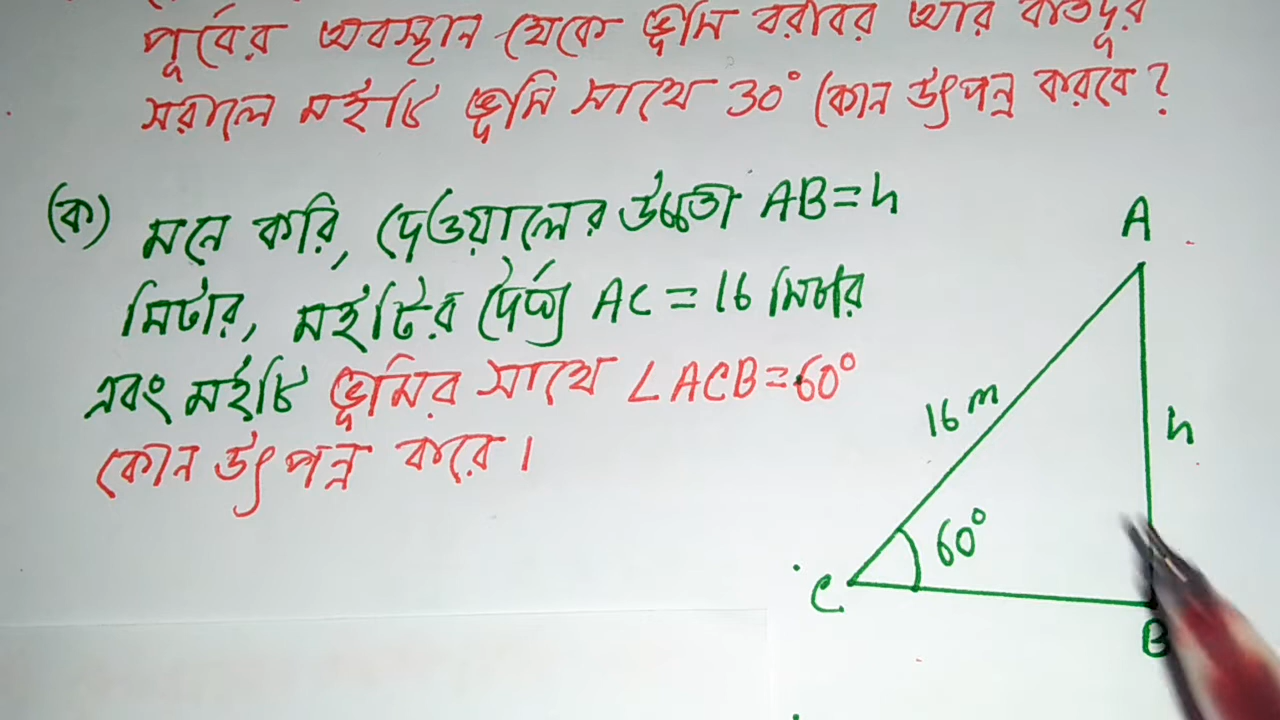 পূর্বের অবস্থান থেকে ভূমি বরাবর আর কতদূর
সরালে মইটি ভূমি সাথে 30° কোন উৎপন্ন করবে?
(ক) মনে করি, দেওয়ালের উচ্চতা AB=h
মিটার, মইটির দৈর্ঘ্য AC=16 মিটার
এবং মইটি ভূমির সাথে ∠ACB=60°
কোন উৎপন্ন করে।
A
16 m
h
60°
C
B